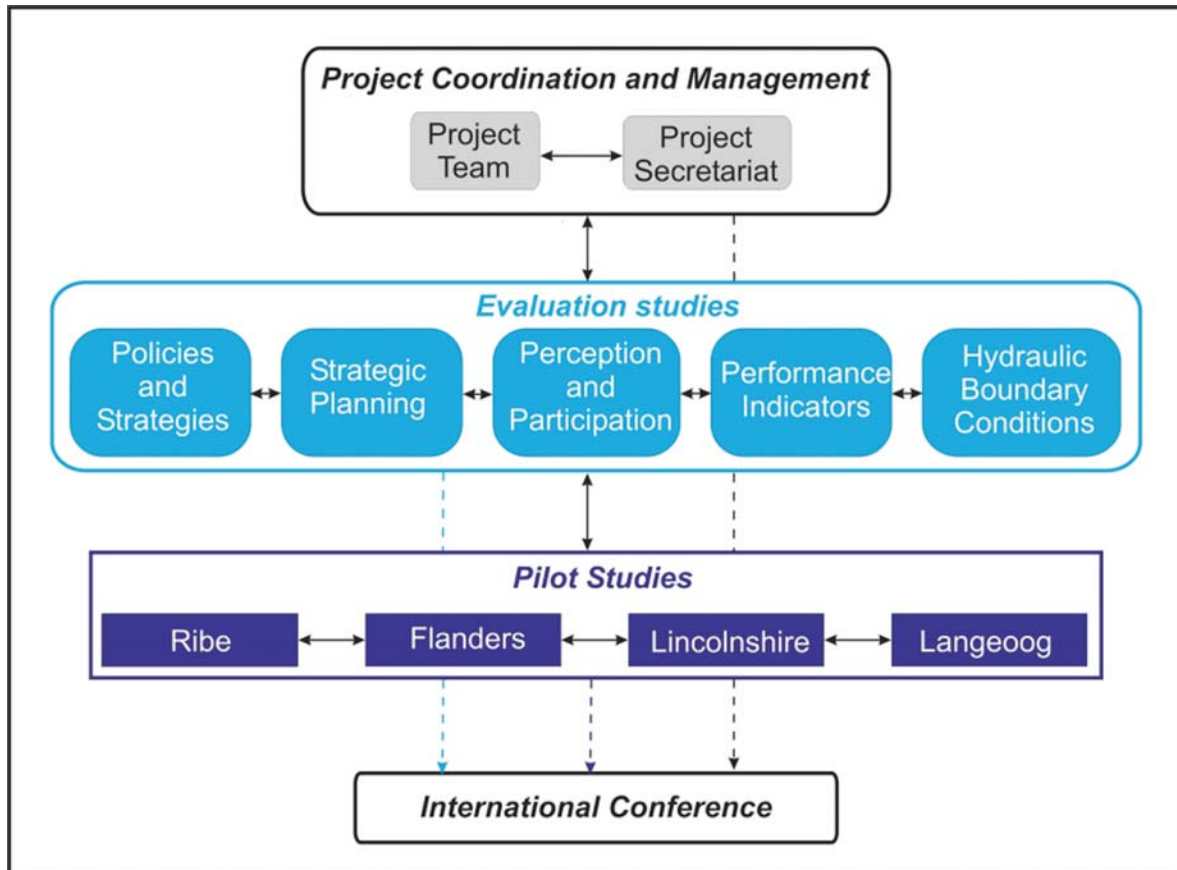 Project Coordination and Management
Project
Team
Project
Secretariat
Evaluation studies
Policies
and
Strategies
Strategic
Planning
Perception
and
Participation
Performance
Indicators
Hydraulic
Boundary
Conditions
Pilot Studies
Ribe
Flanders
Lincolnshire
Langeoog
International Conference